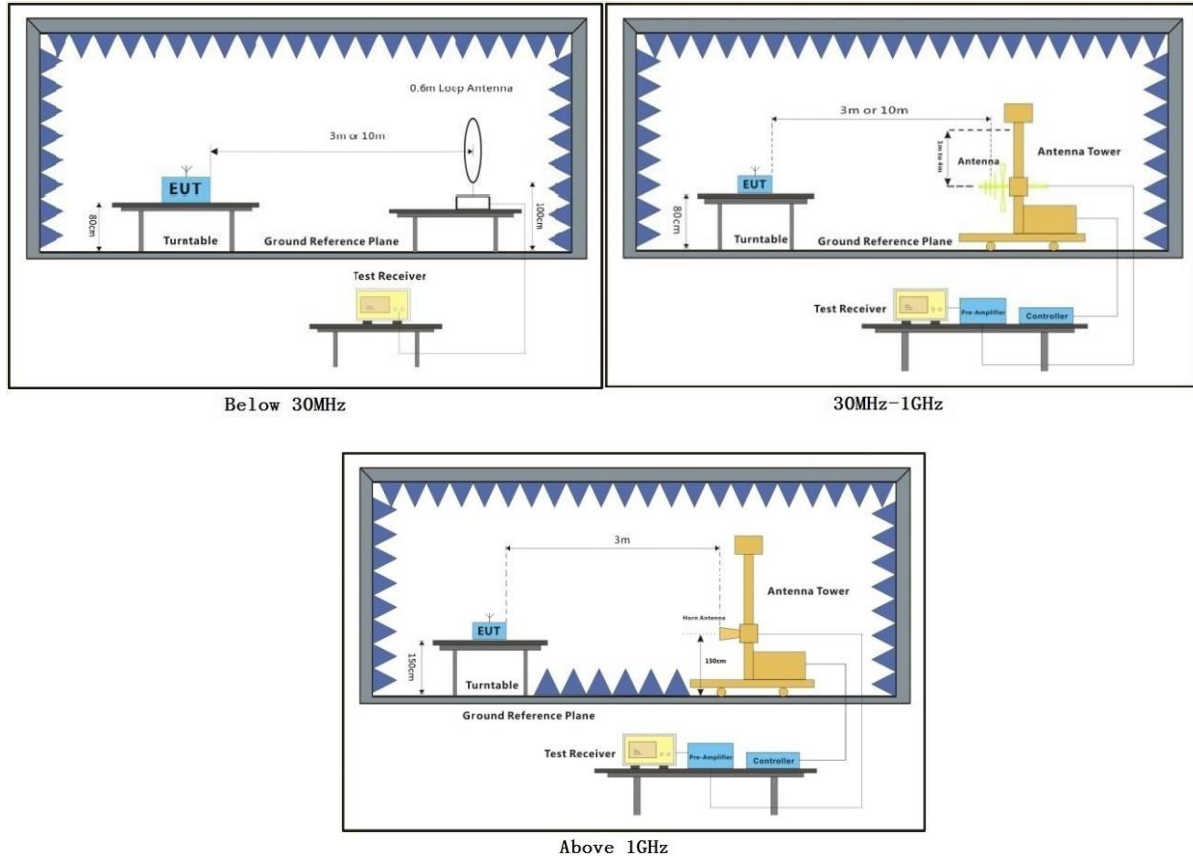 0.6m Loop Antenna
3m or 10m
EUT
80cm
100cm
Turntable
Ground Reference Plane
Test Receiver
Below 30MHz
3m or 10m
1m to 4m
Antenna
Antenna Tower
EUT
80cm
Turntable
Ground Reference Plane
Test Receiver
Pre-Amplifier
Controller
30MHz-1GHz
3m
Antenna Tower
Horn Antenna
EUT
150cm
150cm
Turntable
Ground Reference Plane
Test Receiver
Pre-Amplifier
Controller
Above 1GHz